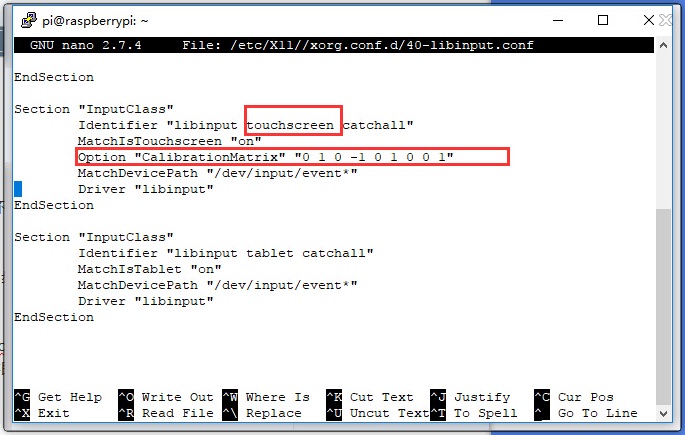 pi@raspberrypi: ~
GNU nano 2.7.4 File: /etc/X11//xorg.conf.d/40-libinput.conf
EndSection
Section "InputClass"
Identifier "libinput touchscreen catchall"
MatchIsTouchscreen "on"
Option "CalibrationMatrix" "0 1 0 -1 0 1 0 0 1"
MatchDevicePath "/dev/input/event*"
Driver "libinput"
EndSection
Section "InputClass"
Identifier "libinput tablet catchall"
MatchIsTablet "on"
MatchDevicePath "/dev/input/event*"
Driver "libinput"
EndSection
^G Get Help ^O Write Out ^W Where Is ^K Cut Text ^J Justify ^C Cur Pos
^X Exit ^R Read File ^\ Replace ^U Uncut Text ^T To Spell ^_ Go To Line